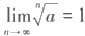 lim ⁿ√a = 1
n→∞